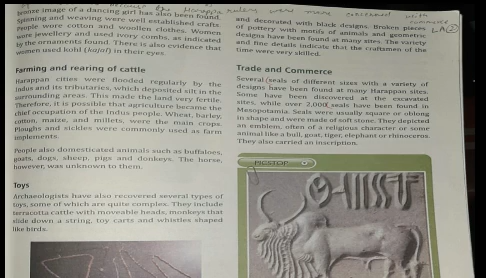 because the Harappa rulers were more concerned with commerce
some image of a dancing girl has also been found.
Spinning and weaving were well established crafts.
People wore cotton and woollen clothes. Women
wore jewellery and used ivory combs, as indicated
by the ornaments found. There is also evidence that
women used kohl (kajal) in their eyes.
Farming and rearing of cattle
Harappan cities were flooded regularly by the
Indus and its tributaries, which deposited silt in the
surrounding areas. This made the land very fertile.
Therefore, it is possible that agriculture became the
chief occupation of the Indus people. Wheat, barley,
cotton, maize, and millets, were the main crops.
Ploughs and sickles were commonly used as farm
implements.
People also domesticated animals such as buffaloes,
goats, dogs, sheep, pigs and donkeys. The horse,
however, was unknown to them.
Toys
Archaeologists have also recovered several types of
toys, some of which are quite complex. They include
terracotta cattle with moveable heads, monkeys that
slide down a string, toy carts and whistles shaped
like birds.
and decorated with black designs. Broken pieces
of pottery with motifs of animals and geometric
designs have been found at many sites. The variety
and fine details indicate that the craftsmen of the
time were very skilled.
Trade and Commerce
Several seals of different sizes with a variety of
designs have been found at many Harappan sites.
Some have been discovered at the excavated
sites, while over 2,000 seals have been found in
Mesopotamia. Seals were usually square or oblong
in shape and were made of soft stone. They depicted
an emblem, often of a religious character or some
animal like a bull, goat, tiger, elephant or rhinoceros.
They also carried an inscription.
PICSTOP